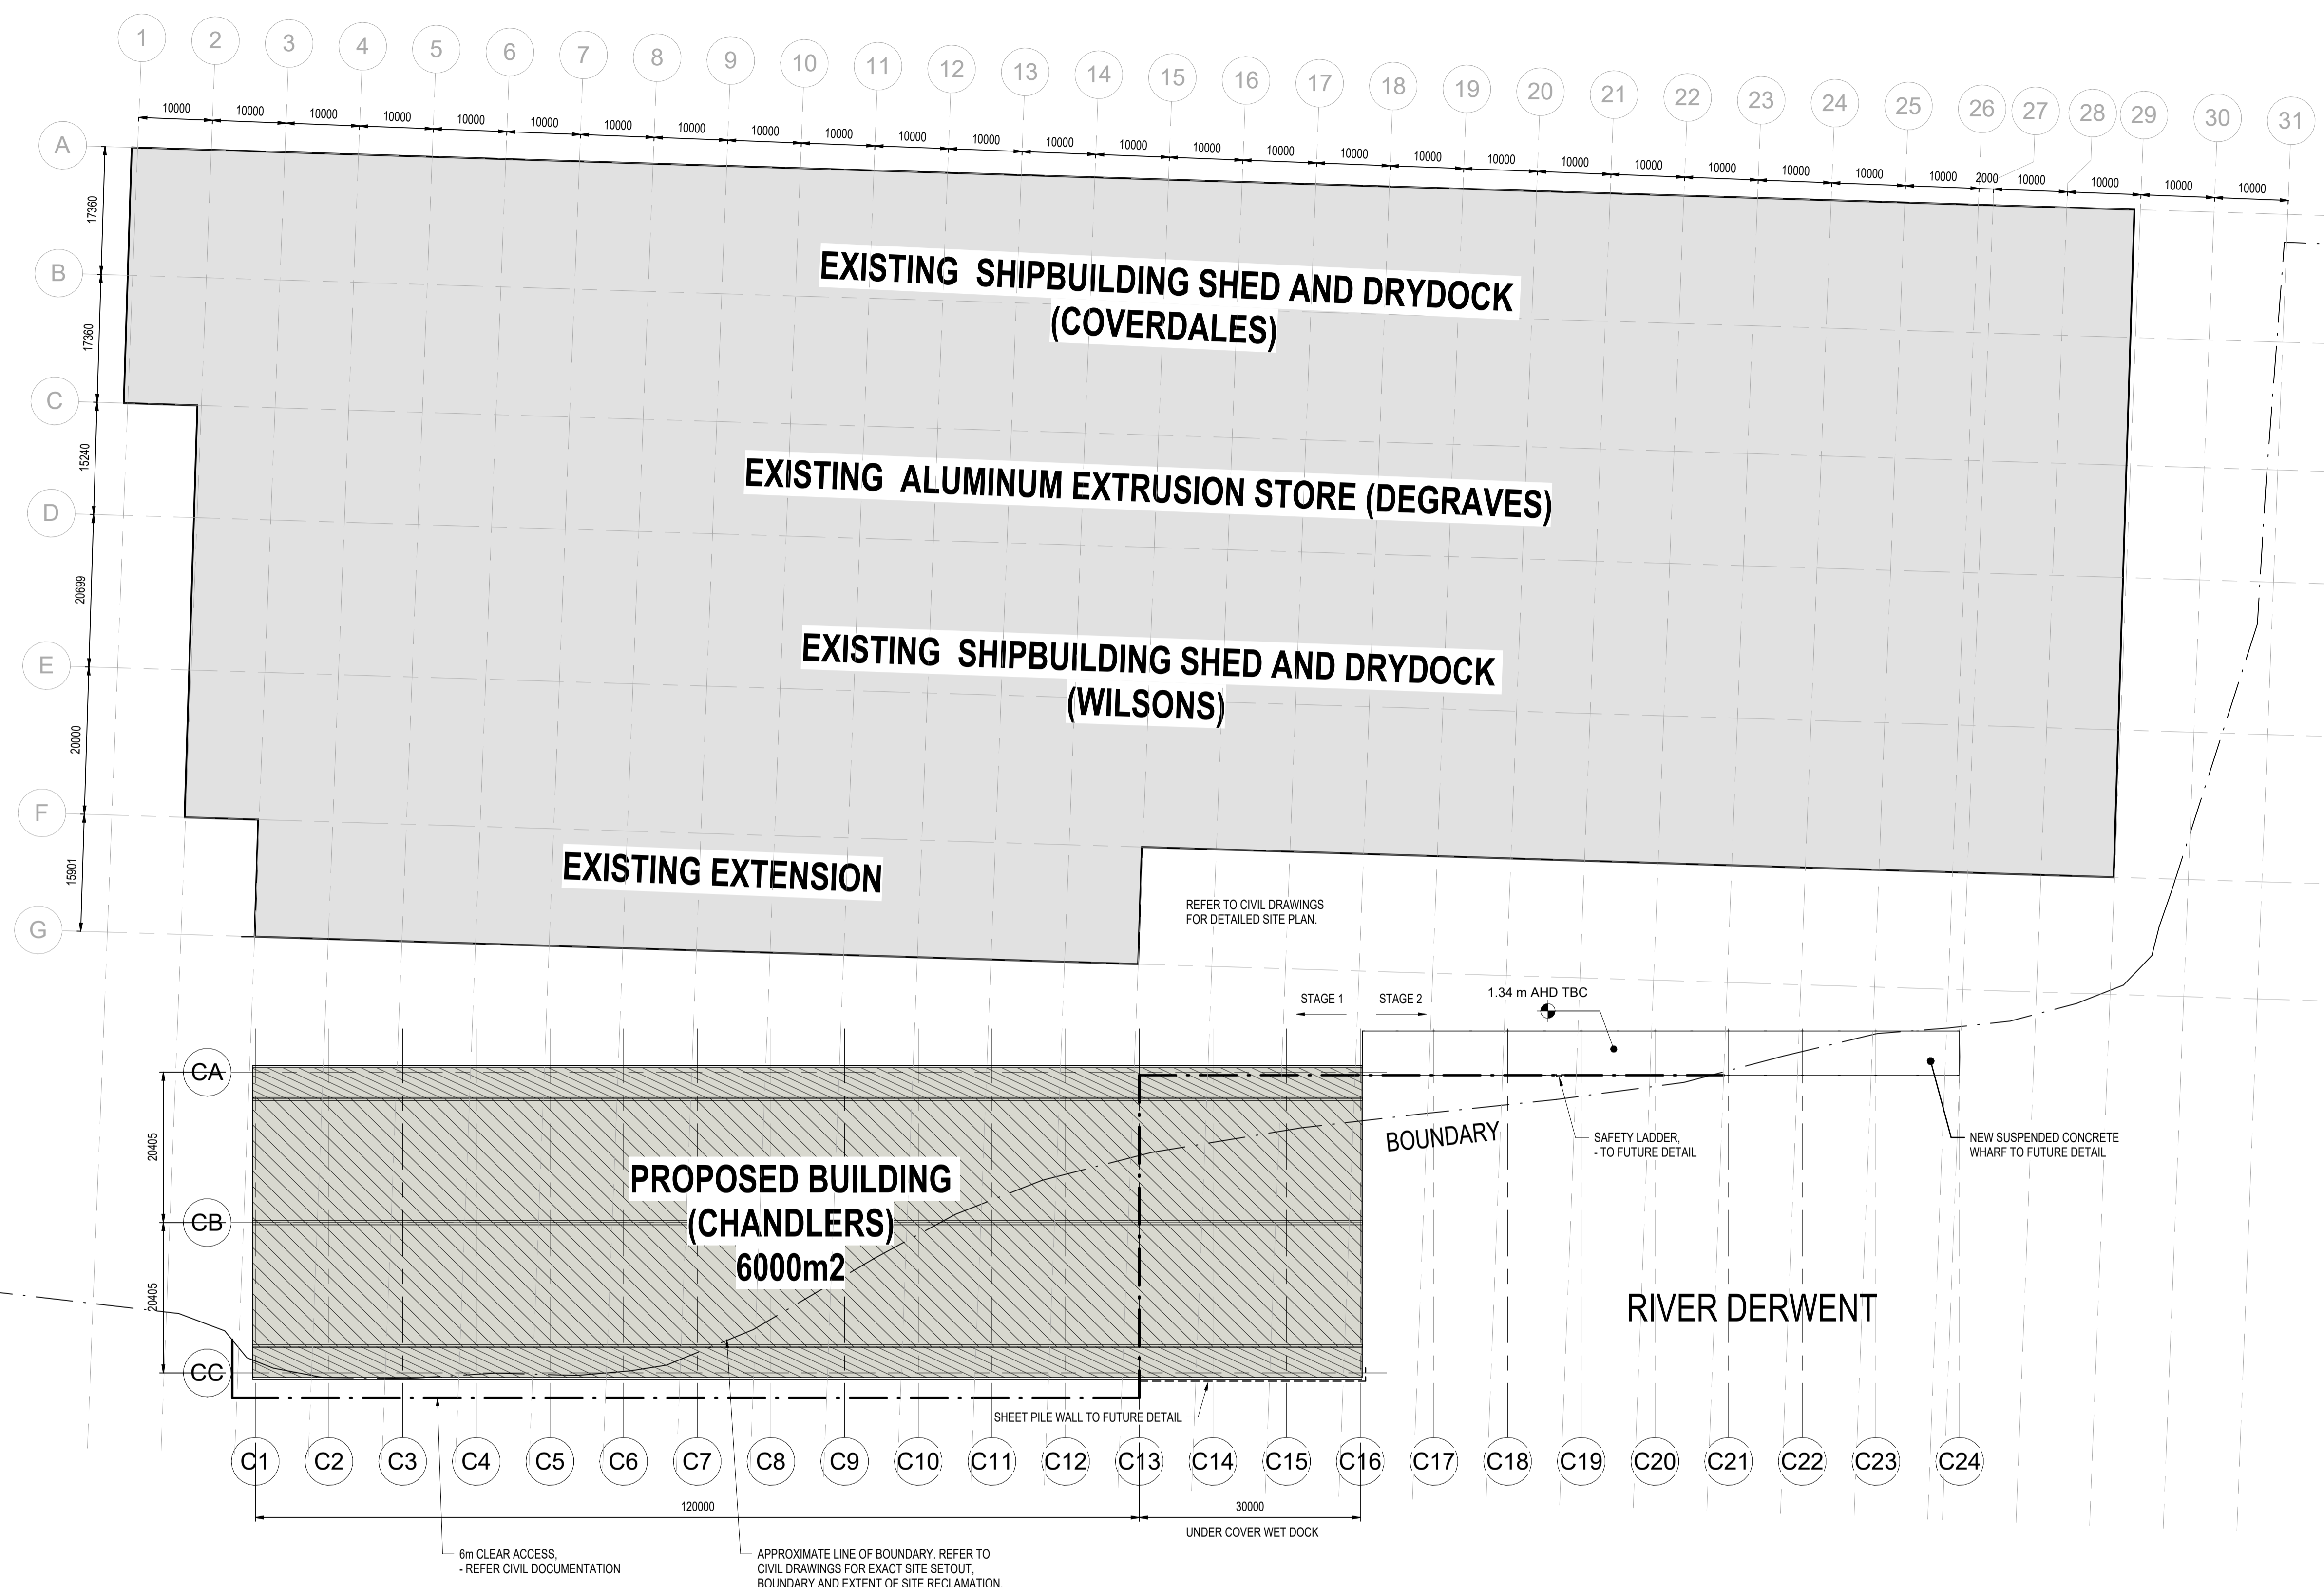 1 2 3 4 5 6 7 8 9 10 11 12 13 14 15 16 17 18 19 20 21 22 23 24 25 26 27 28 29 30 31
10000 10000 10000 10000 10000 10000 10000 10000 10000 10000 10000 10000 10000 10000 10000 10000 10000 10000 10000 10000 10000 10000 10000 10000 10000 2000 10000 10000 10000 10000
A
17360
B
17360
C
15240
D
20699
E
20000
F
15901
G
EXISTING SHIPBUILDING SHED AND DRYDOCK
(COVERDALES)
EXISTING ALUMINUM EXTRUSION STORE (DEGRAVES)
EXISTING SHIPBUILDING SHED AND DRYDOCK
(WILSONS)
EXISTING EXTENSION
REFER TO CIVIL DRAWINGS
FOR DETAILED SITE PLAN.
STAGE 1 STAGE 2
1.34 m AHD TBC
CA
20405
CB
20405
CC
PROPOSED BUILDING
(CHANDLERS)
6000m2
BOUNDARY
SAFETY LADDER,
- TO FUTURE DETAIL
NEW SUSPENDED CONCRETE
WHARF TO FUTURE DETAIL
RIVER DERWENT
SHEET PILE WALL TO FUTURE DETAIL
C1 C2 C3 C4 C5 C6 C7 C8 C9 C10 C11 C12 C13 C14 C15 C16 C17 C18 C19 C20 C21 C22 C23 C24
120000 30000
UNDER COVER WET DOCK
6m CLEAR ACCESS,
- REFER CIVIL DOCUMENTATION
APPROXIMATE LINE OF BOUNDARY. REFER TO
CIVIL DRAWINGS FOR EXACT SITE SETOUT,
BOUNDARY AND EXTENT OF SITE RECLAMATION.